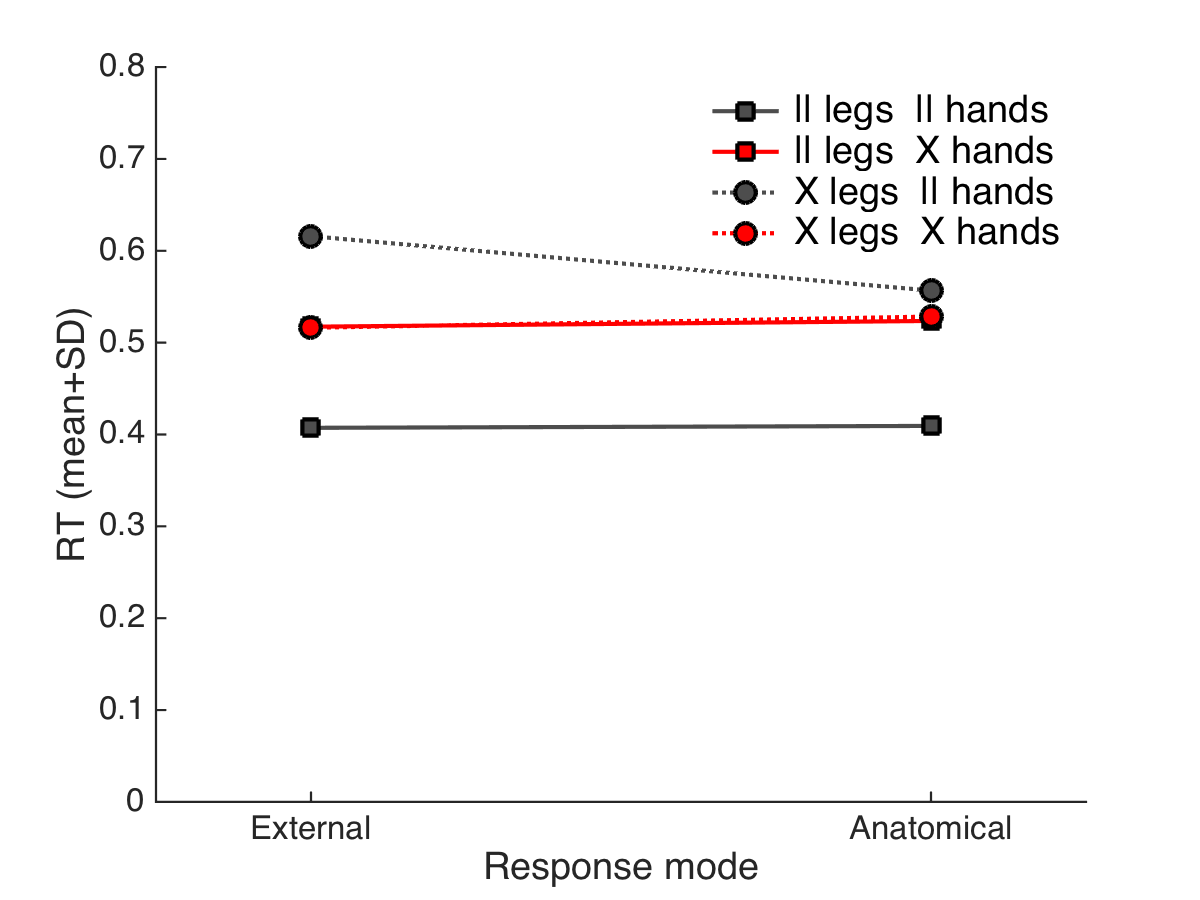 0.8
0.7
0.6
0.5
0.4
0.3
0.2
0.1
0
RT (mean+SD)
ll legs  ll hands
ll legs  X hands
X legs  ll hands
X legs  X hands
External
Anatomical
Response mode